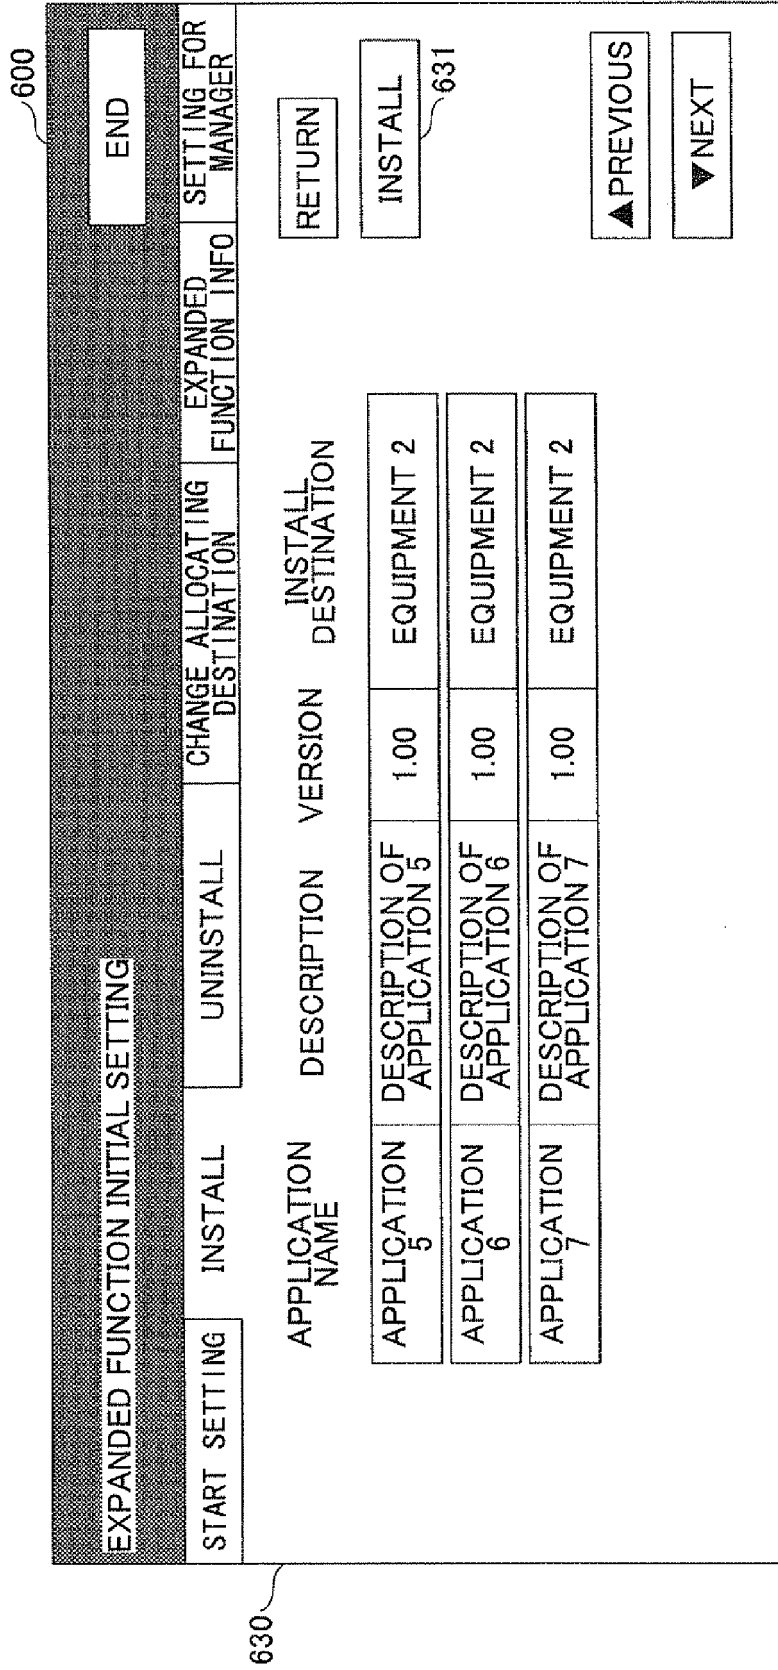 600
EXPANDED FUNCTION INITIAL SETTING
END
START SETTING
INSTALL
UNINSTALL
CHANGE ALLOCATING
DESTINATION
EXPANDED
FUNCTION INFO
SETTING FOR
MANAGER
630
APPLICATION
NAME
DESCRIPTION
VERSION
INSTALL
DESTINATION
RETURN
APPLICATION
5
DESCRIPTION OF
APPLICATION 5
1.00
EQUIPMENT 2
INSTALL
631
APPLICATION
6
DESCRIPTION OF
APPLICATION 6
1.00
EQUIPMENT 2
APPLICATION
7
DESCRIPTION OF
APPLICATION 7
1.00
EQUIPMENT 2
▲PREVIOUS
▼NEXT